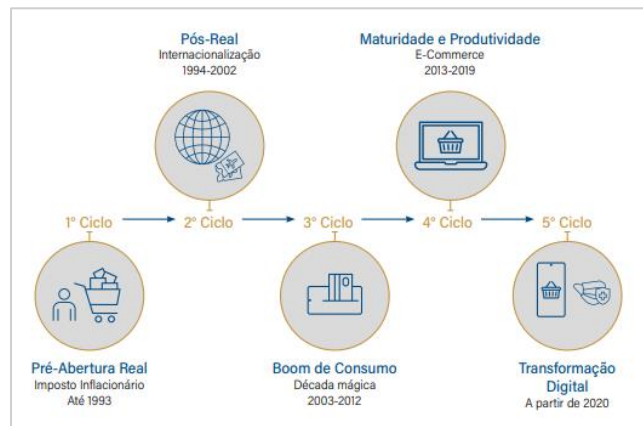 Pós-Real
Internacionalização
1994-2002
Maturidade e Produtividade
E-Commerce
2013-2019
1º Ciclo
2º Ciclo
3º Ciclo
4º Ciclo
5º Ciclo
Pré-Abertura Real
Imposto Inflacionário
Até 1993
Boom de Consumo
Década mágica
2003-2012
Transformação
Digital
A partir de 2020